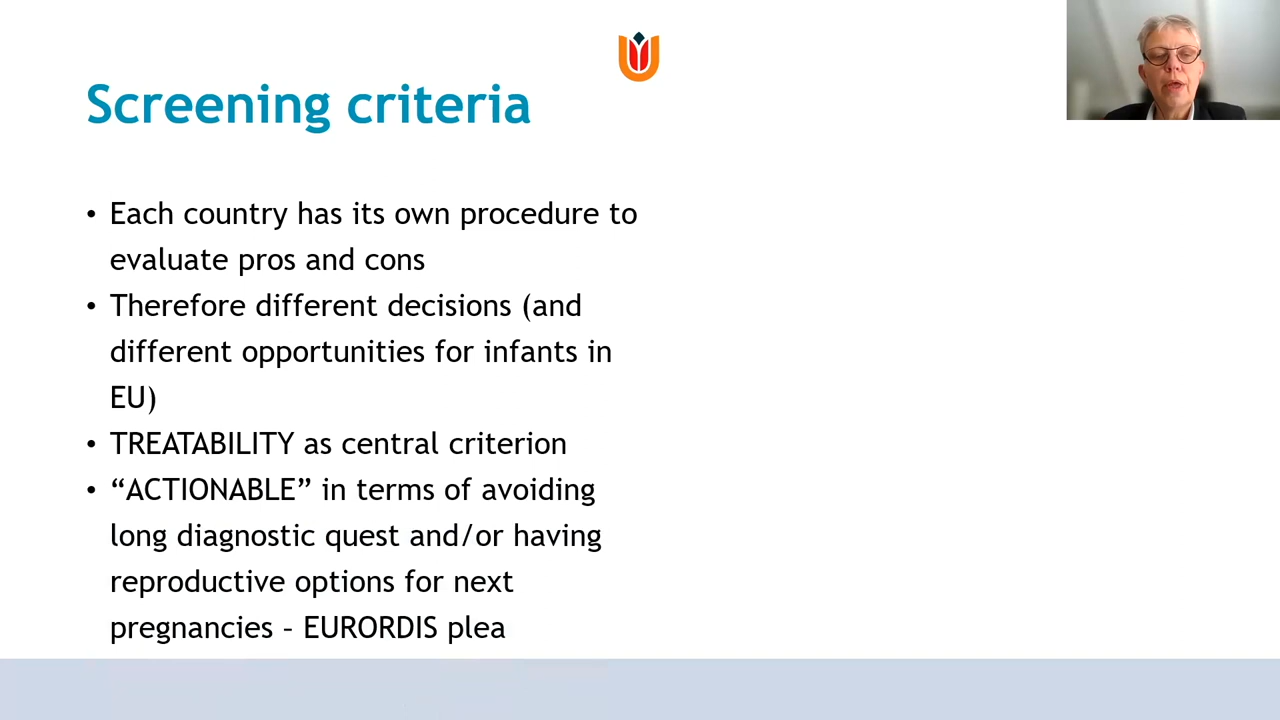 Screening criteria
• Each country has its own procedure to
evaluate pros and cons
• Therefore different decisions (and
different opportunities for infants in
EU)
• TREATABILITY as central criterion
• “ACTIONABLE” in terms of avoiding
long diagnostic quest and/or having
reproductive options for next
pregnancies – EURORDIS plea